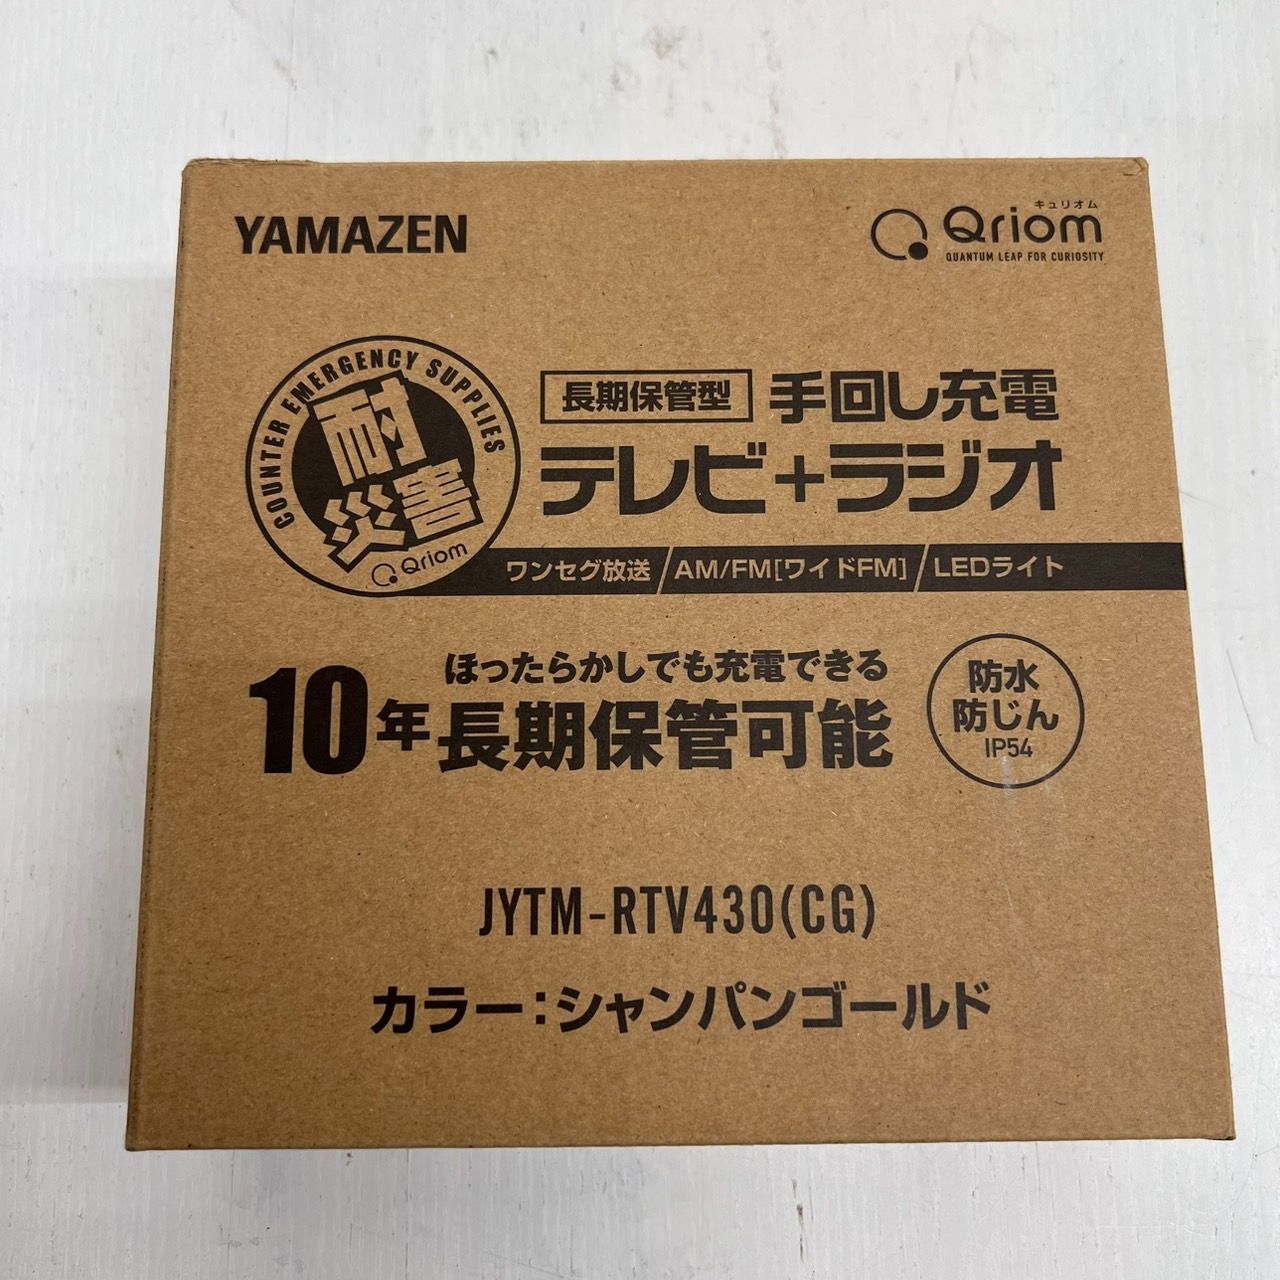 YAMAZEN
キュリオム
Qriom
QUANTUM LEAP FOR CURIOSITY
COUNTER EMERGENCY SUPPLIES
耐
災害
Qriom
長期保管型 手回し充電
テレビ+ラジオ
ワンセグ放送/AM/FM[ワイドFM]/LEDライト
ほったらかしでも充電できる
10年長期保管可能
防水
防じん
IP54
JYTM-RTV430(CG)
カラー:シャンパンゴールド